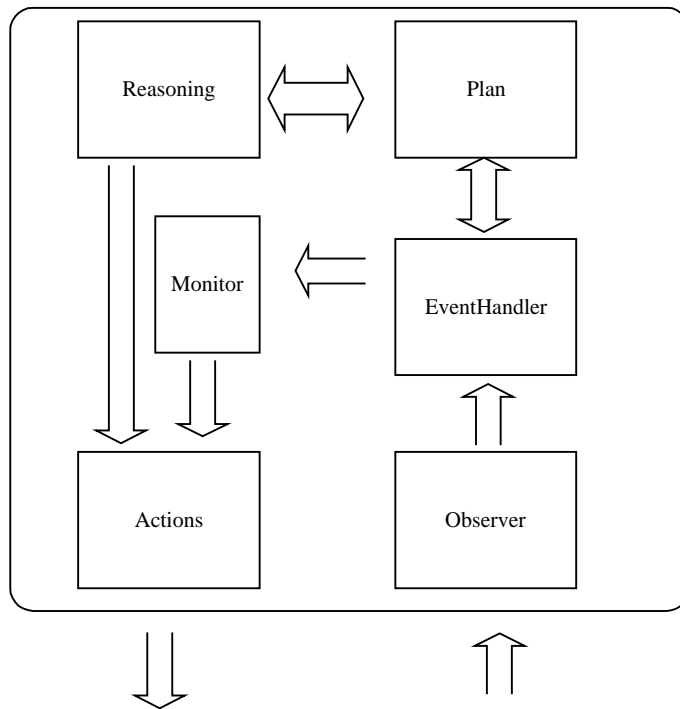 Reasoning
Plan
Monitor
EventHandler
Actions
Observer